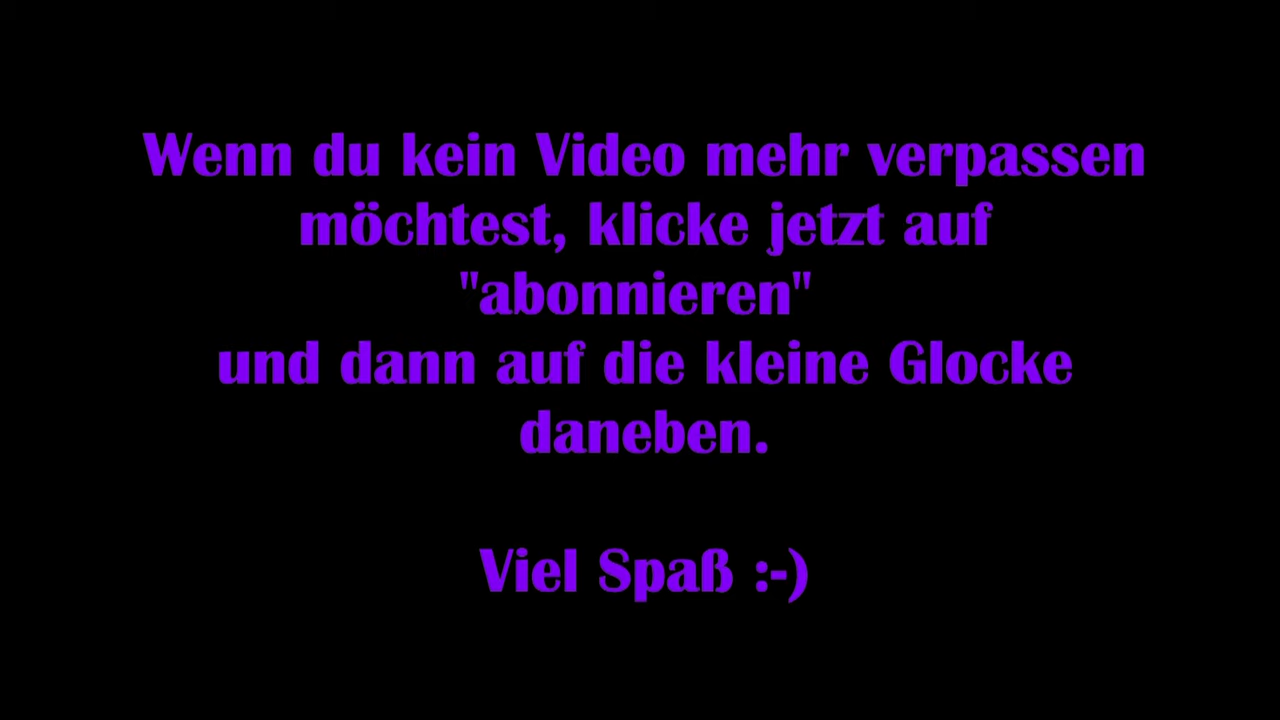 Wenn du kein Video mehr verpassen
möchtest, klicke jetzt auf
"abonnieren"
und dann auf die kleine Glocke
daneben.
Viel Spaß :-)